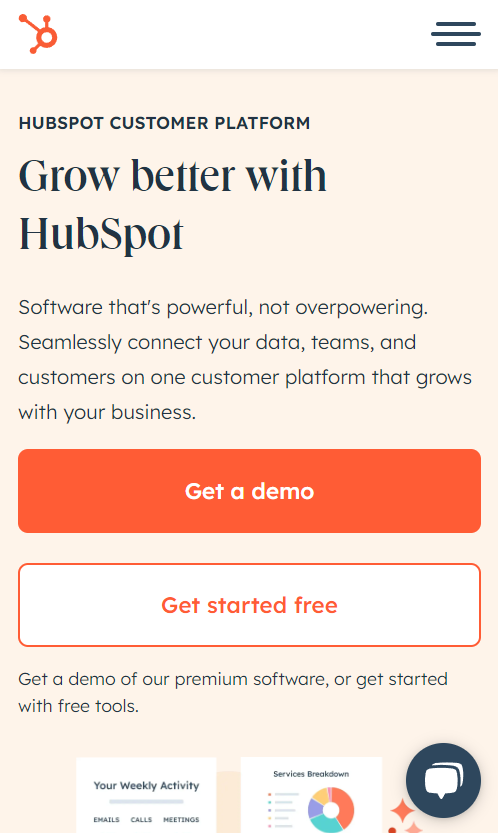 HUBSPOT CUSTOMER PLATFORM
Grow better with
HubSpot
Software that's powerful, not overpowering.
Seamlessly connect your data, teams, and
customers on one customer platform that grows
with your business.
Get a demo
Get started free
Get a demo of our premium software, or get started
with free tools.
Services Breakdown
Your Weekly Activity
EMAILS CALLS MEETINGS